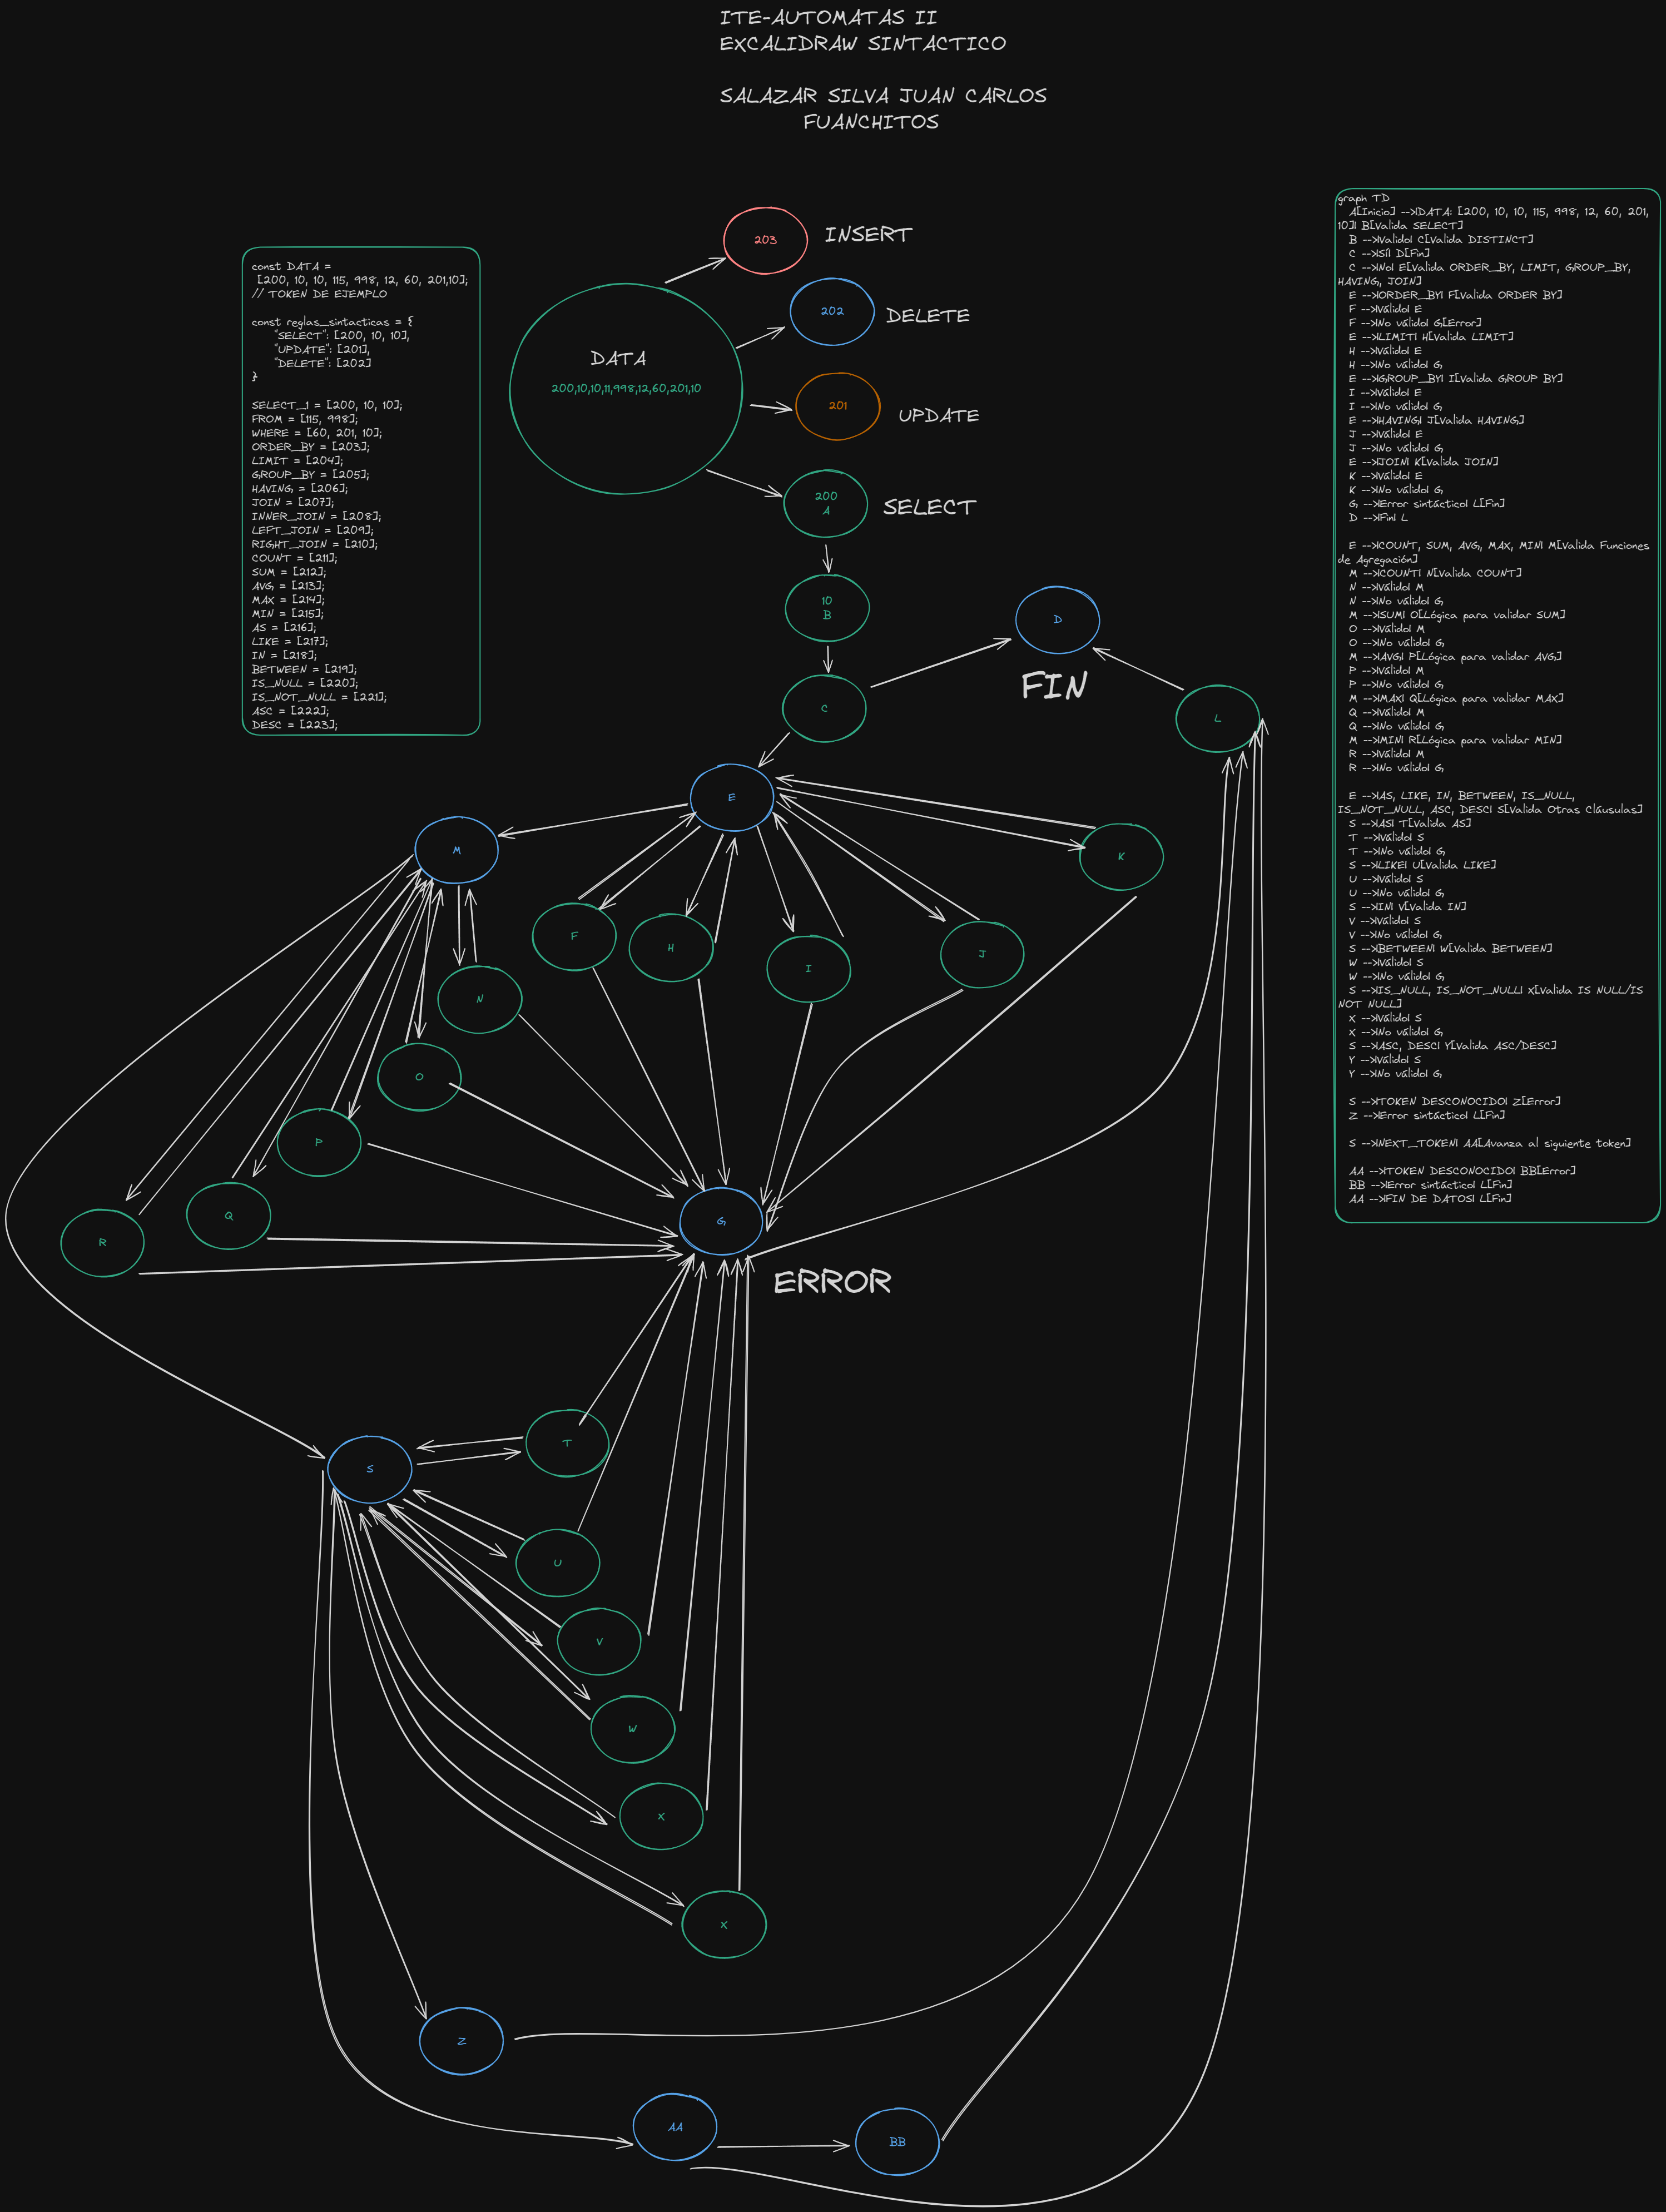 ITE-AUTOMATAS II
EXCALIDRAW SINTACTICO
SALAZAR SILVA JUAN CARLOS
FUANCHITOS
const DATA =
[200, 10, 10, 115, 998, 12, 60, 201,10];
// TOKEN DE EJEMPLO
const reglas_sintacticas = {
"SELECT": [200, 10, 10],
"UPDATE": [201],
"DELETE": [202]
}
SELECT_1 = [200, 10, 10];
FROM = [115, 998];
WHERE = [60, 201, 10];
ORDER_BY = [203];
LIMIT = [204];
GROUP_BY = [205];
HAVING = [206];
JOIN = [207];
INNER_JOIN = [208];
LEFT_JOIN = [209];
RIGHT_JOIN = [210];
COUNT = [211];
SUM = [212];
AVG = [213];
MAX = [214];
MIN = [215];
AS = [216];
LIKE = [217];
IN = [218];
BETWEEN = [219];
IS_NULL = [220];
IS_NOT_NULL = [221];
ASC = [222];
DESC = [223];
DATA
200,10,10,11,998,12,60,201,10
203
INSERT
202
DELETE
201
UPDATE
200
A
SELECT
10
B
C
D
FIN
L
E
M
K
F
H
I
J
N
O
P
Q
R
G
ERROR
S
T
U
V
W
X
X
Z
AA
BB
graph TD
A[Inicio] -->|DATA: [200, 10, 10, 115, 998, 12, 60, 201,
10]| B[Valida SELECT]
B -->|Valido| C[Valida DISTINCT]
C -->|Sí| D[Fin]
C -->|No| E[Valida ORDER_BY, LIMIT, GROUP_BY,
HAVING, JOIN]
E -->|ORDER_BY| F[Valida ORDER BY]
F -->|Válido| E
F -->|No válido| G[Error]
E -->|LIMIT| H[Valida LIMIT]
H -->|Válido| E
H -->|No válido| G
E -->|GROUP_BY| I[Valida GROUP BY]
I -->|Válido| E
I -->|No válido| G
E -->|HAVING| J[Valida HAVING]
J -->|Válido| E
J -->|No válido| G
E -->|JOIN| K[Valida JOIN]
K -->|Válido| E
K -->|No válido| G
G -->|Error sintáctico| L[Fin]
D -->|Fin| L
E -->|COUNT, SUM, AVG, MAX, MIN| M[Valida Funciones
de Agregación]
M -->|COUNT| N[Valida COUNT]
N -->|Válido| M
N -->|No válido| G
M -->|SUM| O[Lógica para validar SUM]
O -->|Válido| M
O -->|No válido| G
M -->|AVG| P[Lógica para validar AVG]
P -->|Válido| M
P -->|No válido| G
M -->|MAX| Q[Lógica para validar MAX]
Q -->|Válido| M
Q -->|No válido| G
M -->|MIN| R[Lógica para validar MIN]
R -->|Válido| M
R -->|No válido| G
E -->|AS, LIKE, IN, BETWEEN, IS_NULL,
IS_NOT_NULL, ASC, DESC| S[Valida Otras Cláusulas]
S -->|AS| T[Valida AS]
T -->|Válido| S
T -->|No válido| G
S -->|LIKE| U[Valida LIKE]
U -->|Válido| S
U -->|No válido| G
S -->|IN| V[Valida IN]
V -->|Válido| S
V -->|No válido| G
S -->|BETWEEN| W[Valida BETWEEN]
W -->|Válido| S
W -->|No válido| G
S -->|IS_NULL, IS_NOT_NULL| X[Valida IS NULL/IS
NOT NULL]
X -->|Válido| S
X -->|No válido| G
S -->|ASC, DESC| Y[Valida ASC/DESC]
Y -->|Válido| S
Y -->|No válido| G
S -->|TOKEN DESCONOCIDO| Z[Error]
Z -->|Error sintáctico| L[Fin]
S -->|NEXT_TOKEN| AA[Avanza al siguiente token]
AA -->|TOKEN DESCONOCIDO| BB[Error]
BB -->|Error sintáctico| L[Fin]
AA -->|FIN DE DATOS| L[Fin]